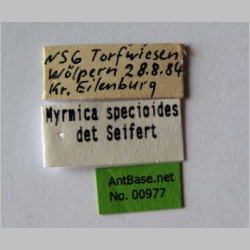 NSG Torfwiesen
Wölpern 28.8.84
Kr. Eilenburg
Myrmica specioides
det Seifert
AntBase.net
No. 00977